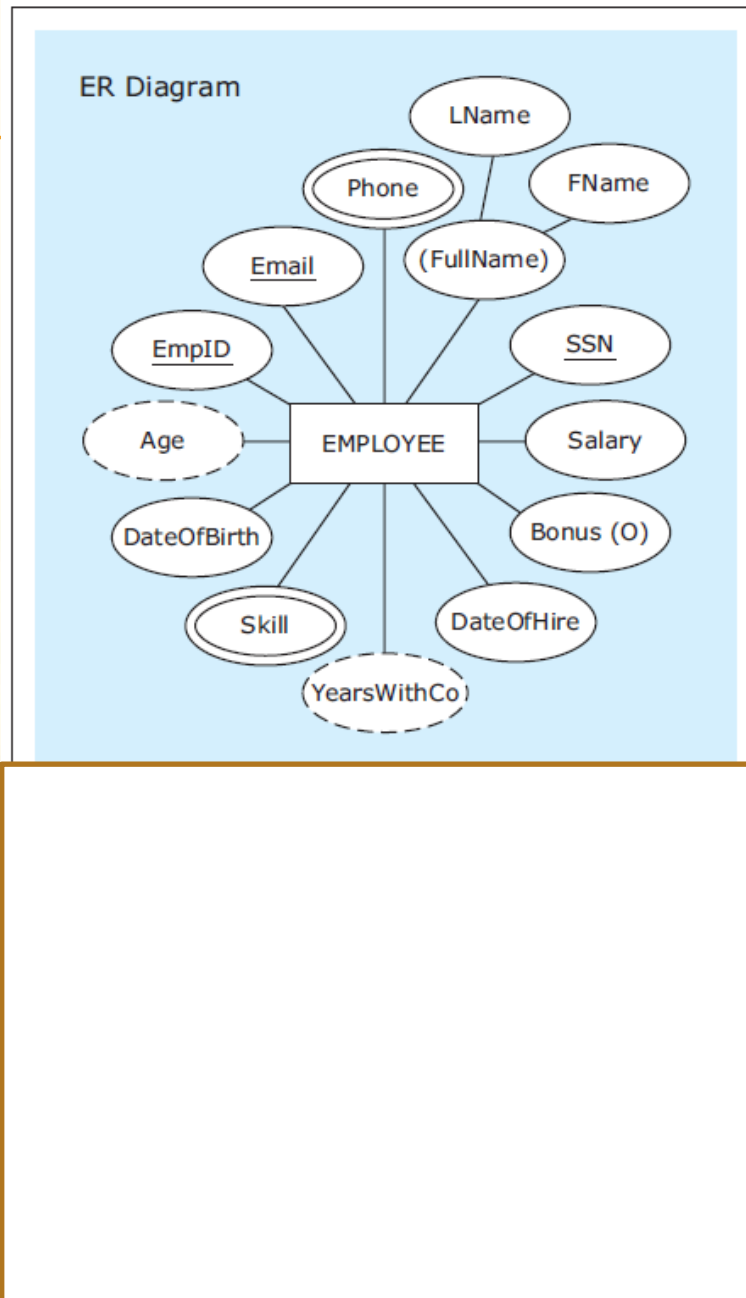 ER Diagram
LName
FName
Phone
(FullName)
Email
SSN
EmpID
Age
EMPLOYEE
Salary
DateOfBirth
Bonus (O)
Skill
DateOfHire
YearsWithCo